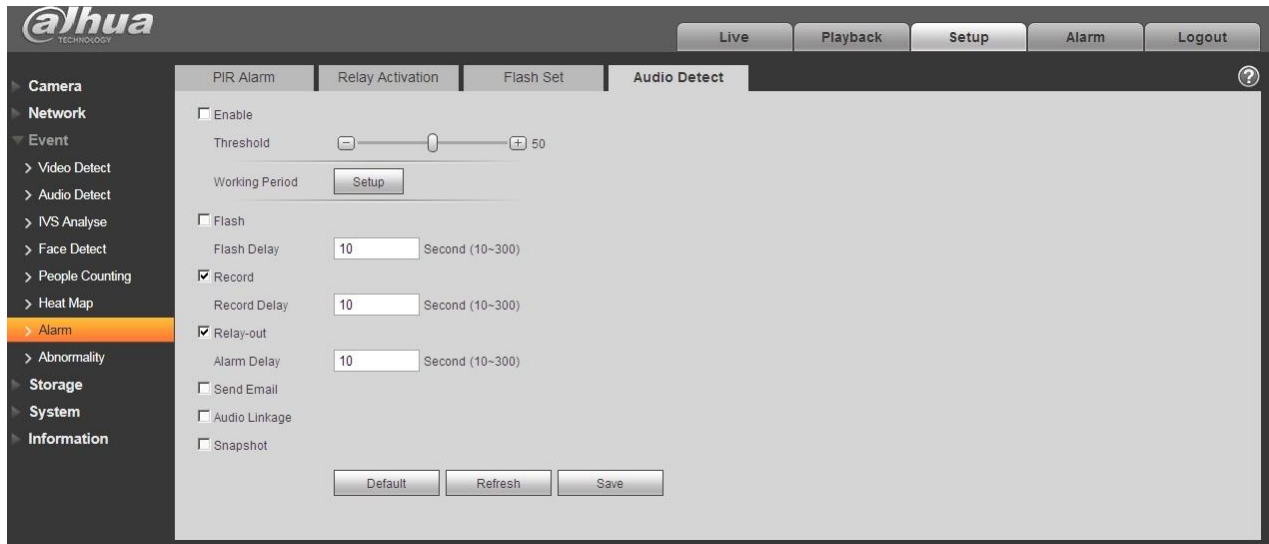 alhua
TECHNOLOGY
Live Playback Setup Alarm Logout
PIR Alarm Relay Activation Flash Set Audio Detect ?
Camera
Network
Event
Video Detect
Audio Detect
IVS Analyse
Face Detect
People Counting
Heat Map
Alarm
Abnormality
Storage
System
Information
Enable
Threshold - + 50
Working Period Setup
Flash
Flash Delay 10 Second (10~300)
Record
Record Delay 10 Second (10~300)
Relay-out
Alarm Delay 10 Second (10~300)
Send Email
Audio Linkage
Snapshot
Default Refresh Save